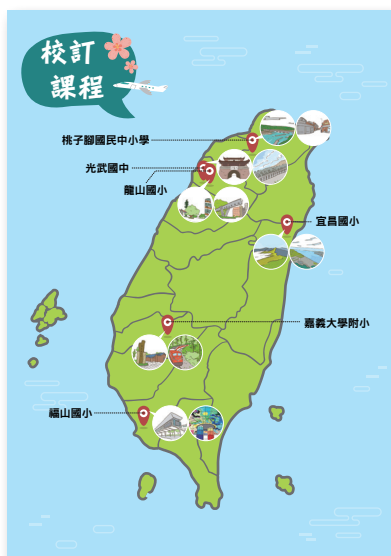 校訂
課程
桃子腳國民中小學
光武國中
龍山國小
宜昌國小
嘉義大學附小
福山國小